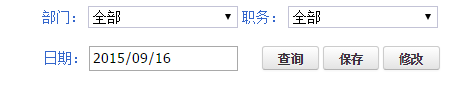 部门： 全部 职务： 全部
日期： 2015/09/16 查询 保存 修改